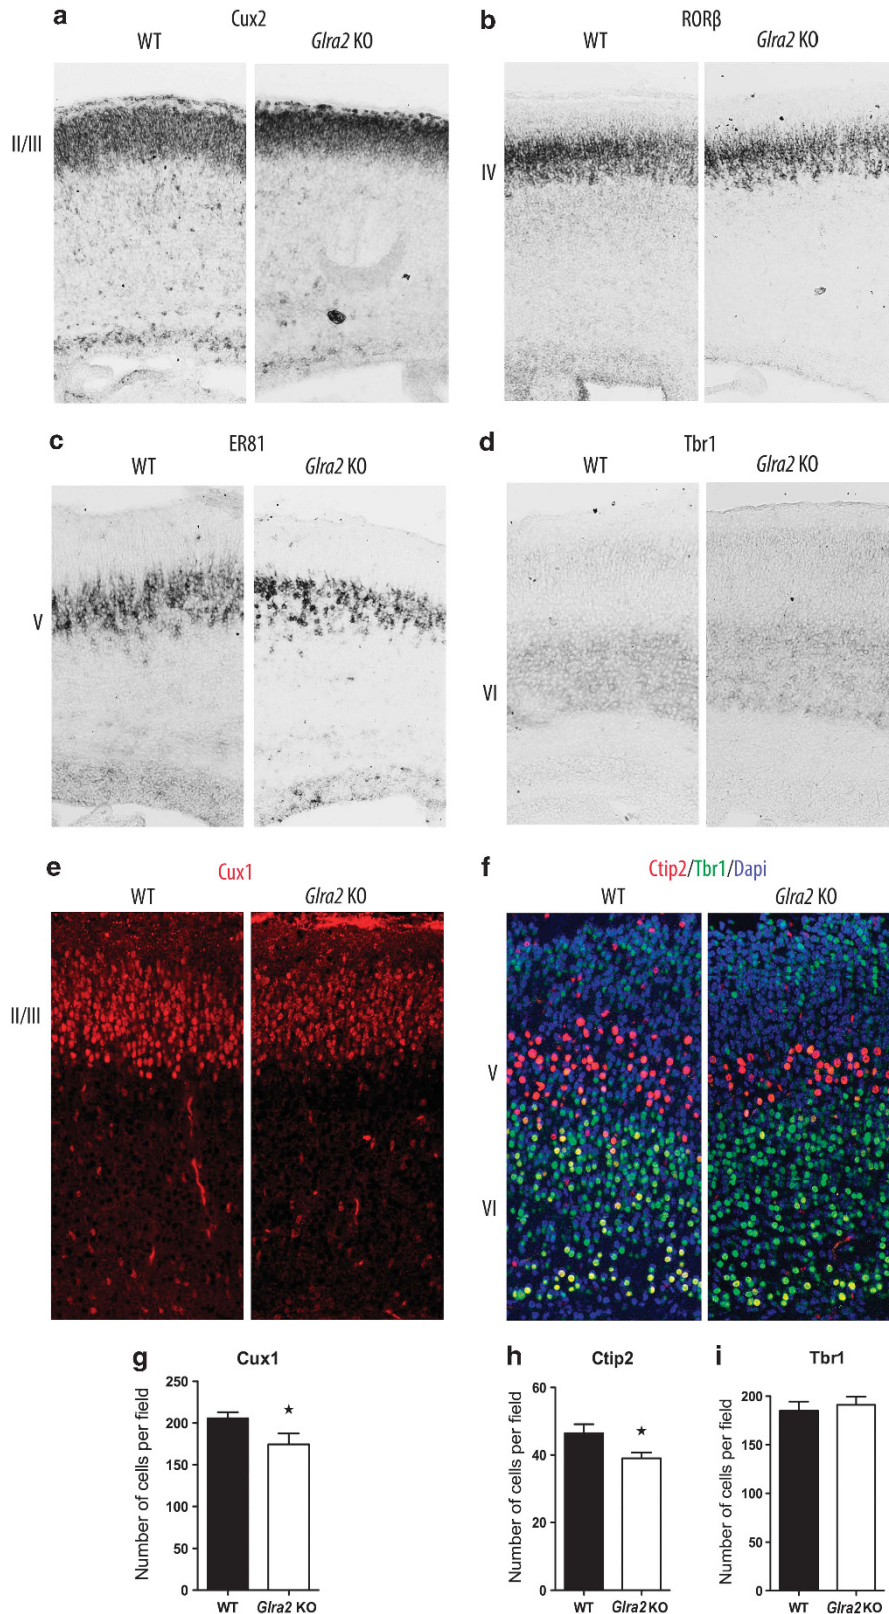 a Cux2
WT Glra2 KO
II/III
b RORβ
WT Glra2 KO
IV
c ER81
WT Glra2 KO
V
d Tbr1
WT Glra2 KO
VI
e Cux1
WT Glra2 KO
II/III
f Ctip2/Tbr1/Dapi
WT Glra2 KO
V
VI
g Cux1
Number of cells per field
250
200
150
100
50
0
WT Glra2 KO
★
h Ctip2
Number of cells per field
60
40
20
0
WT Glra2 KO
★
i Tbr1
Number of cells per field
200
150
100
50
0
WT Glra2 KO